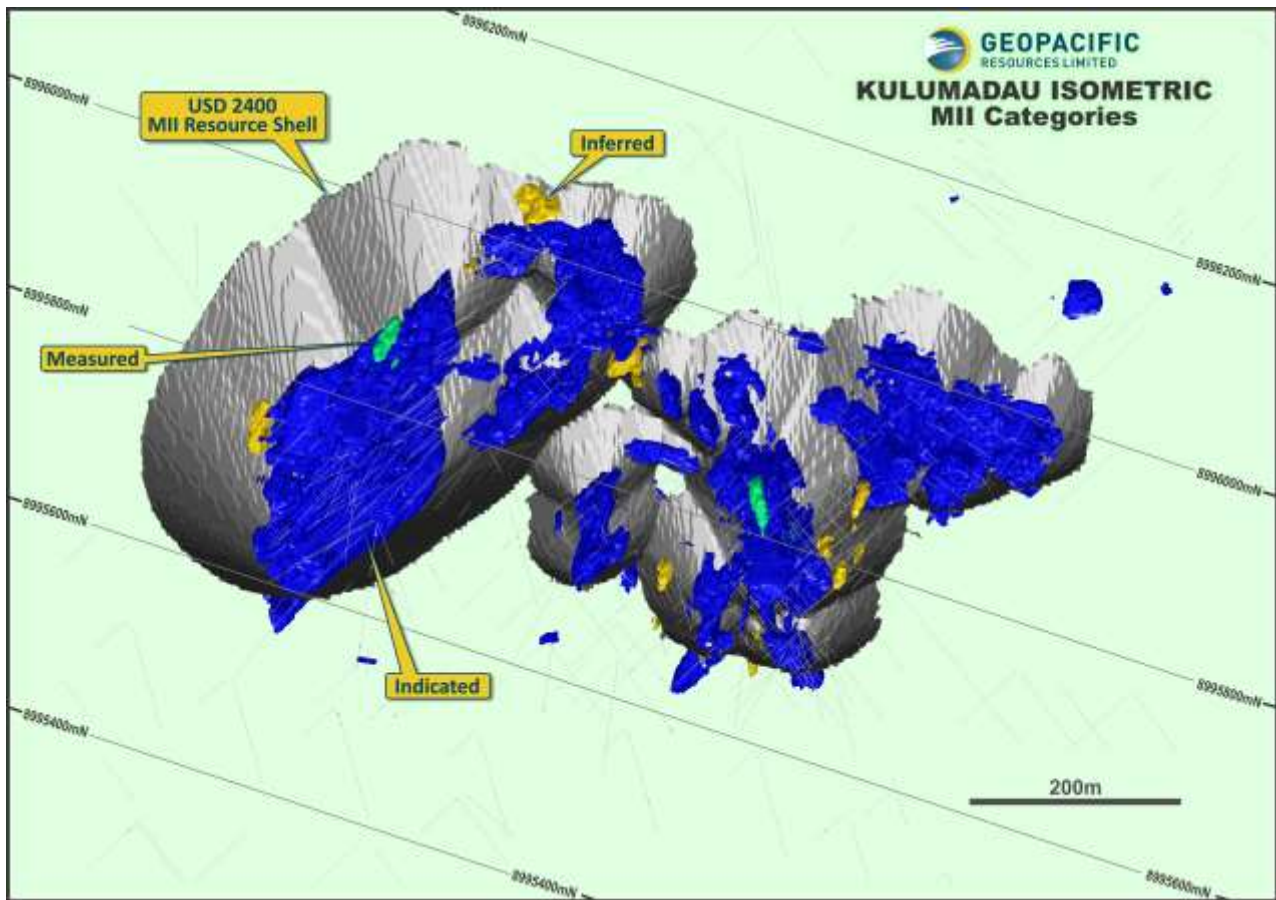 8996200mN
GEOPACIFIC
RESOURCES LIMITED
KULUMADAU ISOMETRIC
MII Categories
8996000mN
USD 2400
MII Resource Shell
Inferred
8996200mN
8995800mN
Measured
8996000mN
8995600mN
Indicated
8995800mN
8995400mN
200m
8995400mN
8995600mN